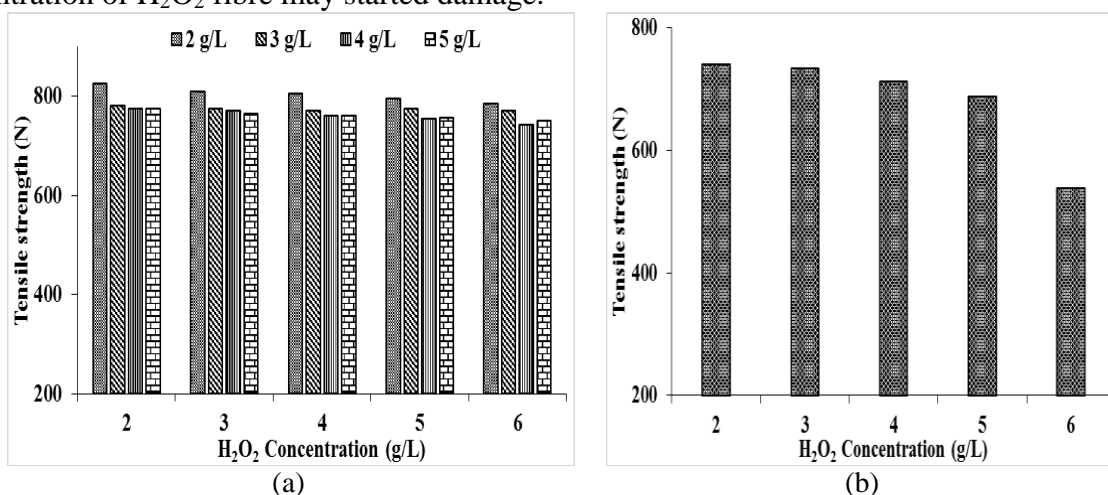 ntration of H₂O₂ fibre may started damage.
2 g/L 3 g/L 4 g/L 5 g/L
800
600
400
200
Tensile strength (N)
2 3 4 5 6
H₂O₂ Concentration (g/L)
(a)
800
600
400
200
Tensile strength (N)
2 3 4 5 6
H₂O₂ Concentration (g/L)
(b)